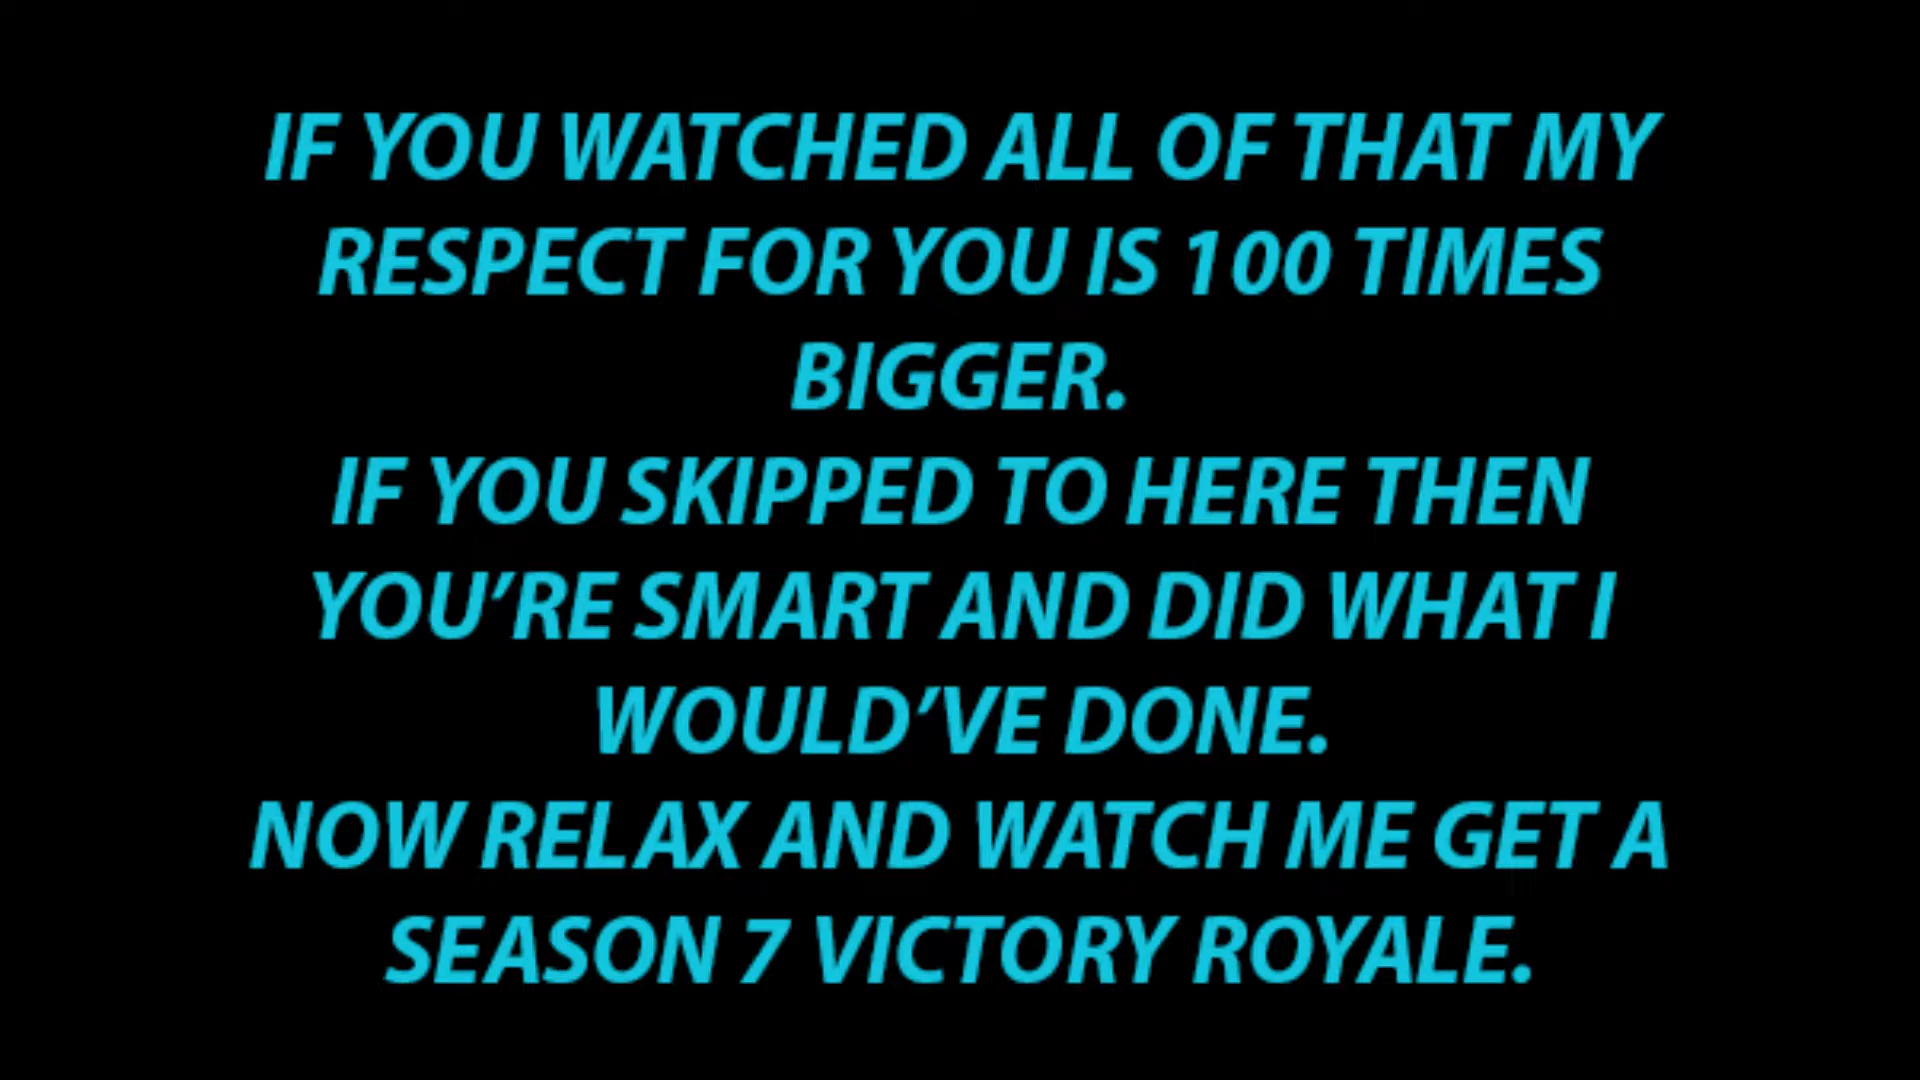 IF YOU WATCHED ALL OF THAT MY
RESPECT FOR YOU IS 100 TIMES
BIGGER.
IF YOU SKIPPED TO HERE THEN
YOU’RE SMART AND DID WHAT I
WOULD’VE DONE.
NOW RELAX AND WATCH ME GET A
SEASON 7 VICTORY ROYALE.